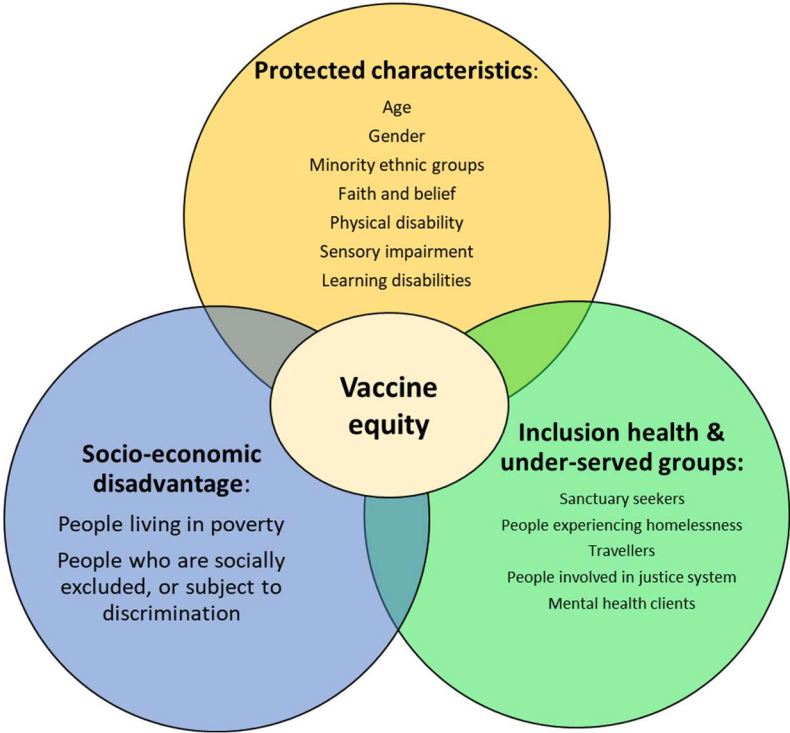 Protected characteristics:
Age
Gender
Minority ethnic groups
Faith and belief
Physical disability
Sensory impairment
Learning disabilities
Vaccine
equity
Socio-economic
disadvantage:
People living in poverty
People who are socially
excluded, or subject to
discrimination
Inclusion health &
under-served groups:
Sanctuary seekers
People experiencing homelessness
Travellers
People involved in justice system
Mental health clients